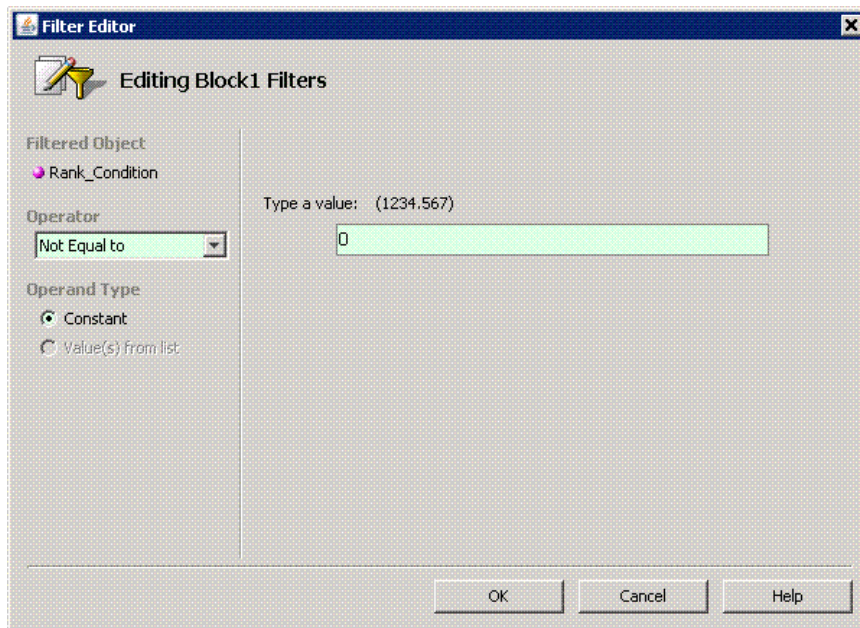 Filter Editor
Editing Block1 Filters
Filtered Object
Rank_Condition
Operator
Not Equal to
Operand Type
Constant
Value(s) from list
Type a value: (1234.567)
0
OK
Cancel
Help